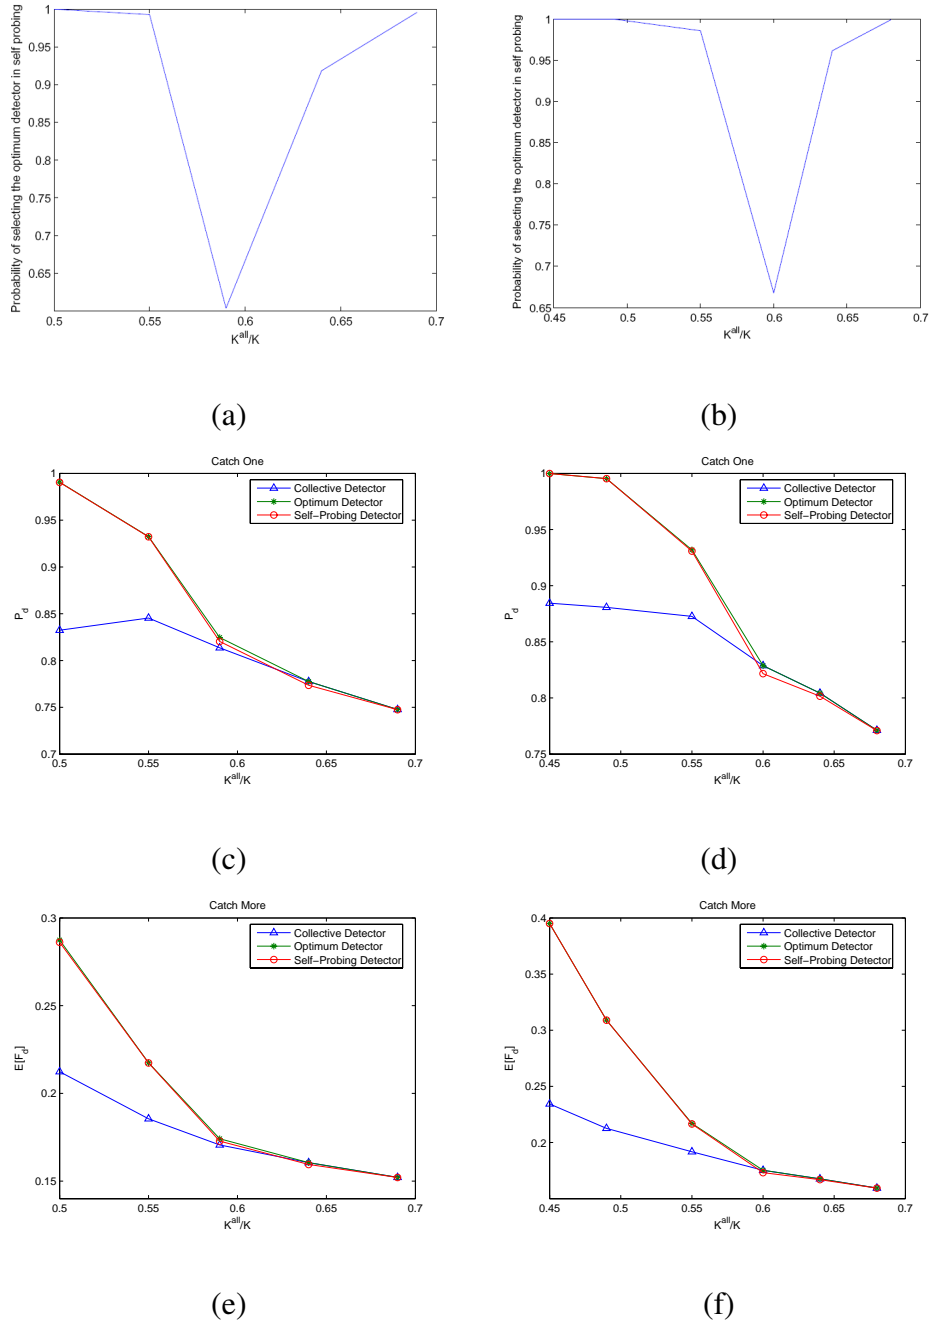 Probability of selecting the optimum detector in self probing
1
0.95
0.9
0.85
0.8
0.75
0.7
0.65
0.5
0.55
0.6
0.65
0.7
K^all/K
(a)
Probability of selecting the optimum detector in self probing
1
0.95
0.9
0.85
0.8
0.75
0.7
0.65
0.45
0.5
0.55
0.6
0.65
0.7
K^all/K
(b)
Catch One
Collective Detector
Optimum Detector
Self-Probing Detector
P_d
1
0.95
0.9
0.85
0.8
0.75
0.7
0.5
0.55
0.6
0.65
0.7
K^all/K
(c)
Catch One
Collective Detector
Optimum Detector
Self-Probing Detector
P_d
1
0.95
0.9
0.85
0.8
0.75
0.45
0.5
0.55
0.6
0.65
0.7
K^all/K
(d)
Catch More
Collective Detector
Optimum Detector
Self-Probing Detector
E[F_d]
0.3
0.25
0.2
0.15
0.5
0.55
0.6
0.65
0.7
K^all/K
(e)
Catch More
Collective Detector
Optimum Detector
Self-Probing Detector
E[F_d]
0.4
0.35
0.3
0.25
0.2
0.45
0.5
0.55
0.6
0.65
0.7
K^all/K
(f)